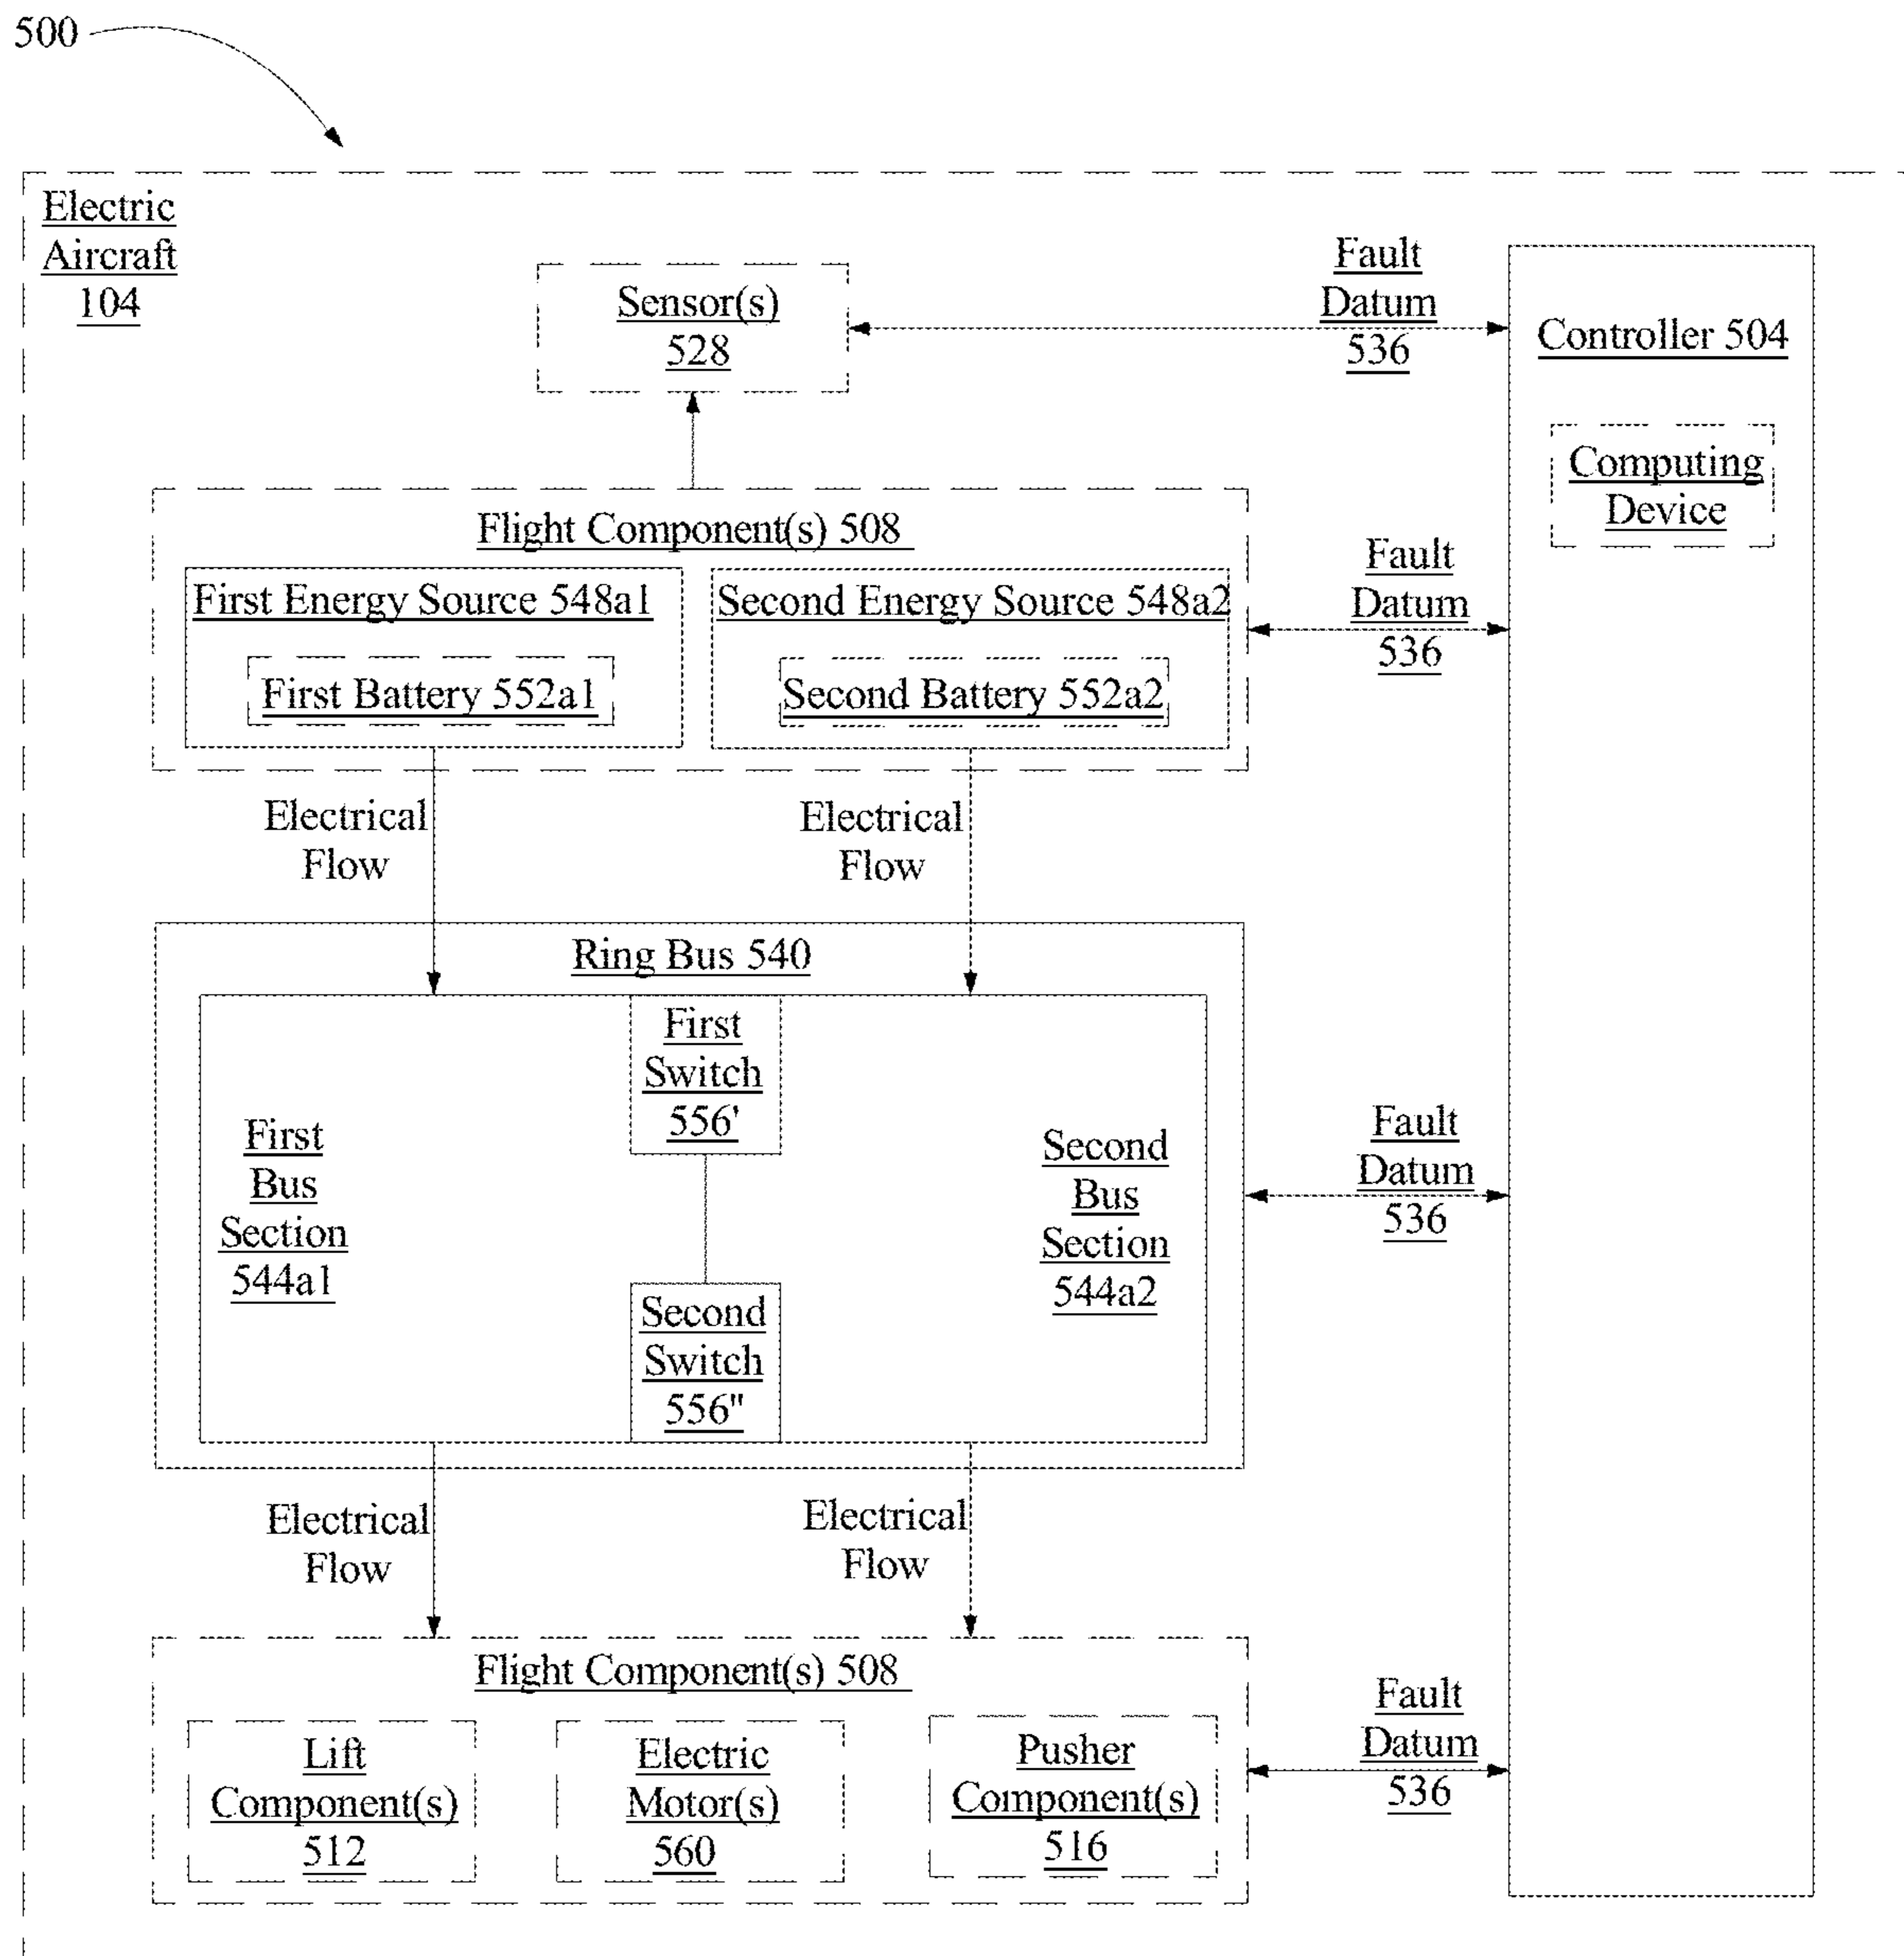 500
Electric
Aircraft
104
Sensor(s)
528
Fault
Datum
536
Controller 504
Computing
Device
Flight Component(s) 508
First Energy Source 548a1
First Battery 552a1
Second Energy Source 548a2
Second Battery 552a2
Fault
Datum
536
Electrical
Flow
Electrical
Flow
Ring Bus 540
First
Switch
556'
First
Bus
Section
544a1
Second
Bus
Section
544a2
Second
Switch
556"
Fault
Datum
536
Electrical
Flow
Electrical
Flow
Flight Component(s) 508
Lift
Component(s)
512
Electric
Motor(s)
560
Pusher
Component(s)
516
Fault
Datum
536